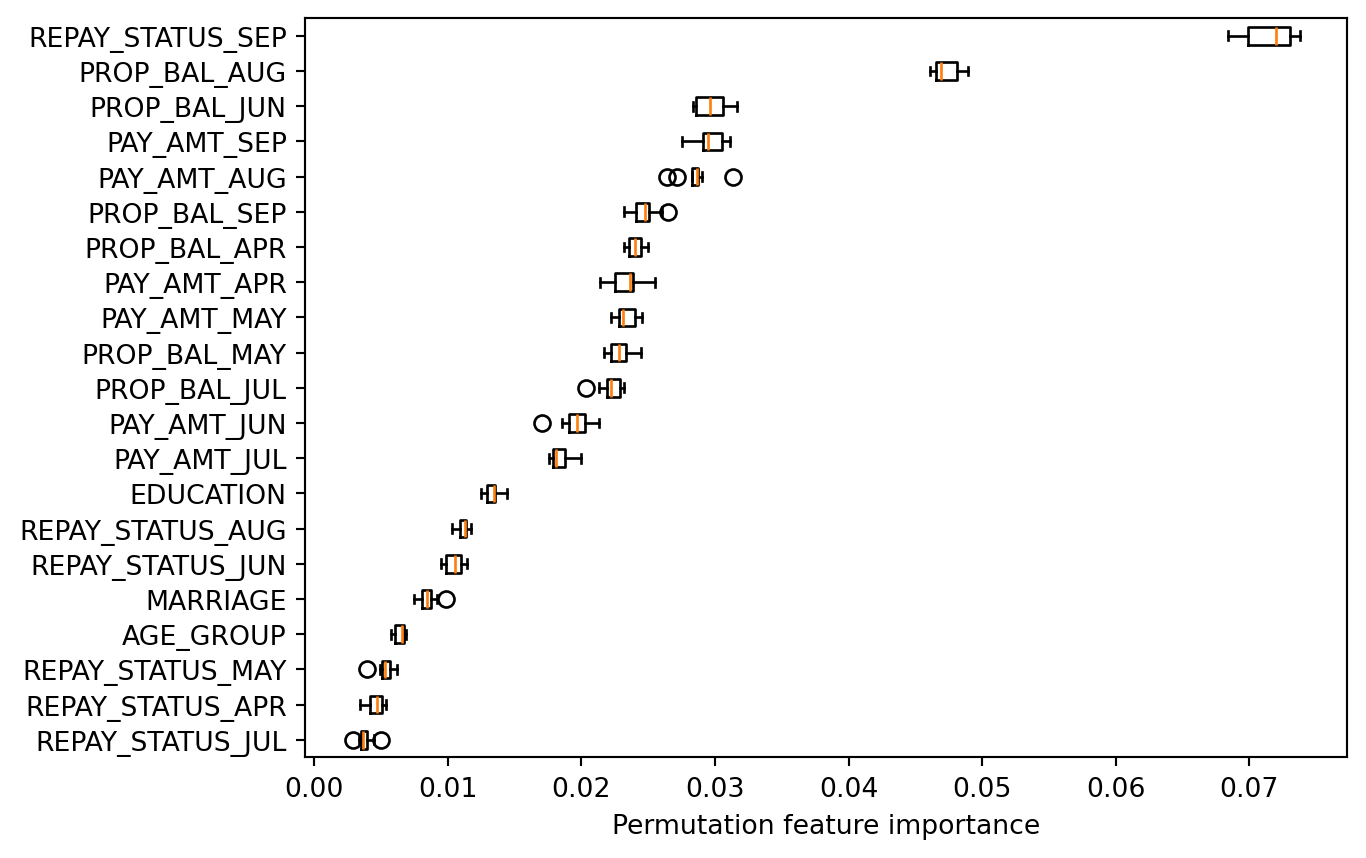 REPAY_STATUS_SEP
PROP_BAL_AUG
PROP_BAL_JUN
PAY_AMT_SEP
PAY_AMT_AUG
PROP_BAL_SEP
PROP_BAL_APR
PAY_AMT_APR
PAY_AMT_MAY
PROP_BAL_MAY
PROP_BAL_JUL
PAY_AMT_JUN
PAY_AMT_JUL
EDUCATION
REPAY_STATUS_AUG
REPAY_STATUS_JUN
MARRIAGE
AGE_GROUP
REPAY_STATUS_MAY
REPAY_STATUS_APR
REPAY_STATUS_JUL
0.00 0.01 0.02 0.03 0.04 0.05 0.06 0.07
Permutation feature importance